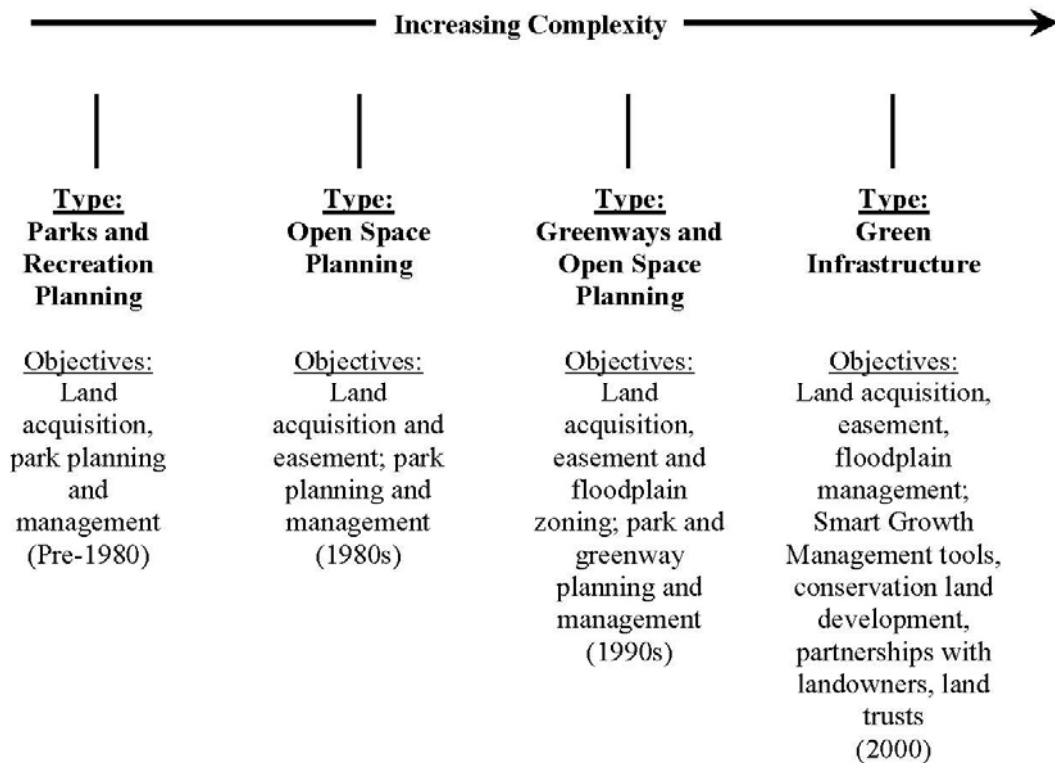 Increasing Complexity
Type:
Parks and
Recreation
Planning
Objectives:
Land
acquisition,
park planning
and
management
(Pre-1980)
Type:
Open Space
Planning
Objectives:
Land
acquisition and
easement; park
planning and
management
(1980s)
Type:
Greenways and
Open Space
Planning
Objectives:
Land
acquisition,
easement and
floodplain
zoning; park and
greenway
planning and
management
(1990s)
Type:
Green
Infrastructure
Objectives:
Land acquisition,
easement,
floodplain
management;
Smart Growth
Management tools,
conservation land
development,
partnerships with
landowners, land
trusts
(2000)